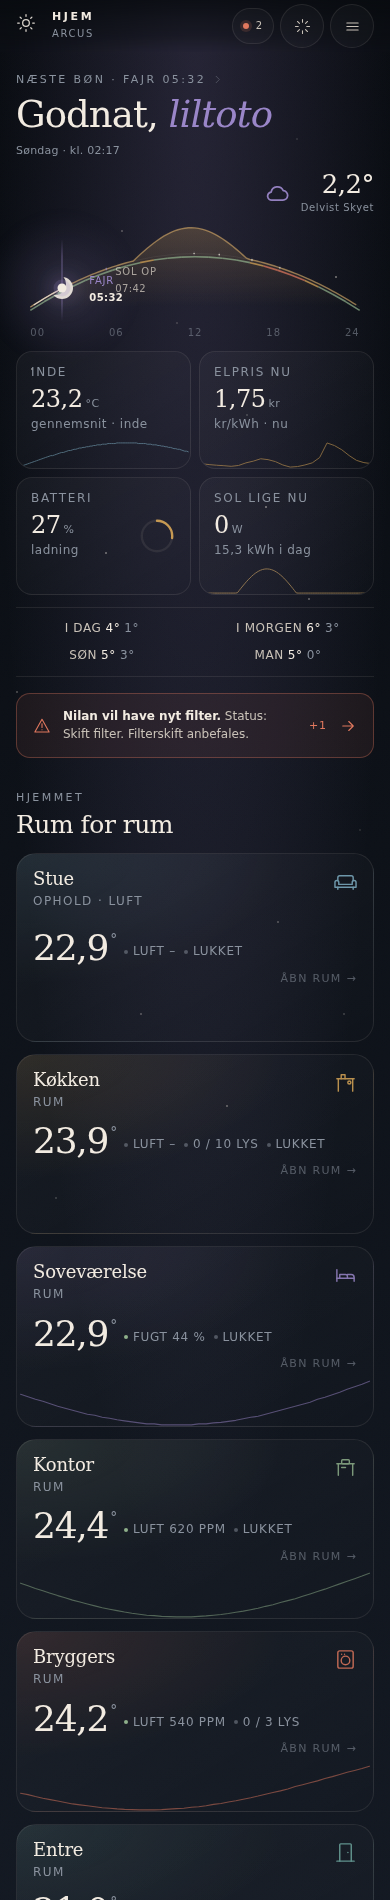 HJEM
ARCUS
2
NÆSTE BØN · FAJR 05:32
Godnat, liltoto
Søndag · kl. 02:17
2,2°
Delvist Skyet
SOL OP
FAJR
07:42
05:32
00 06 12 18 24
INDE
23,2 °C
gennemsnit · inde
ELPRIS NU
1,75 kr
kr/kWh · nu
BATTERI
27 %
ladning
SOL LIGE NU
0 W
15,3 kWh i dag
I DAG 4° 1°
I MORGEN 6° 3°
SØN 5° 3°
MAN 5° 0°
Nilan vil have nyt filter. Status:
Skift filter. Filterskift anbefales.
+1 →
HJEMMET
Rum for rum
Stue
OPHOLD · LUFT
22,9° LUFT – LUKKET
ÅBN RUM →
Køkken
RUM
23,9° LUFT – 0 / 10 LYS LUKKET
ÅBN RUM →
Soveværelse
RUM
22,9° FUGT 44 % LUKKET
ÅBN RUM →
Kontor
RUM
24,4° LUFT 620 PPM LUKKET
ÅBN RUM →
Bryggers
RUM
24,2° LUFT 540 PPM 0 / 3 LYS
ÅBN RUM →
Entre
RUM